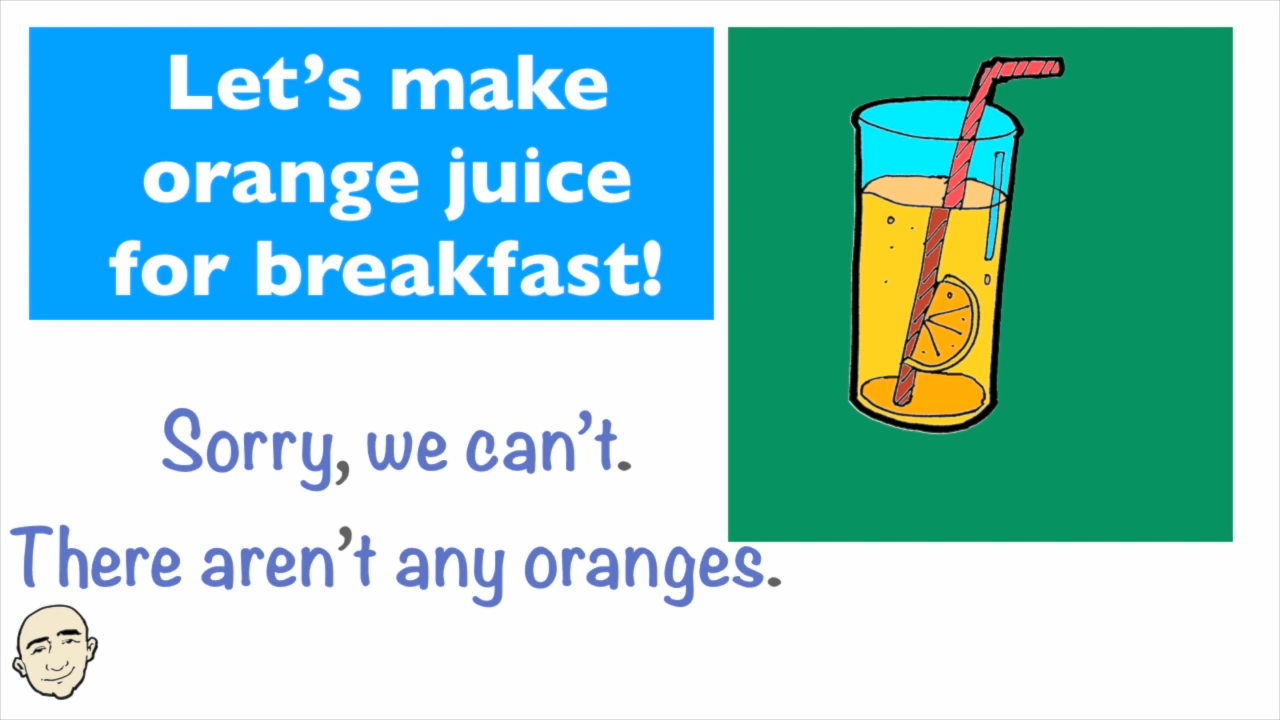 Let’s make
orange juice
for breakfast!
Sorry, we can’t.
There aren’t any oranges.